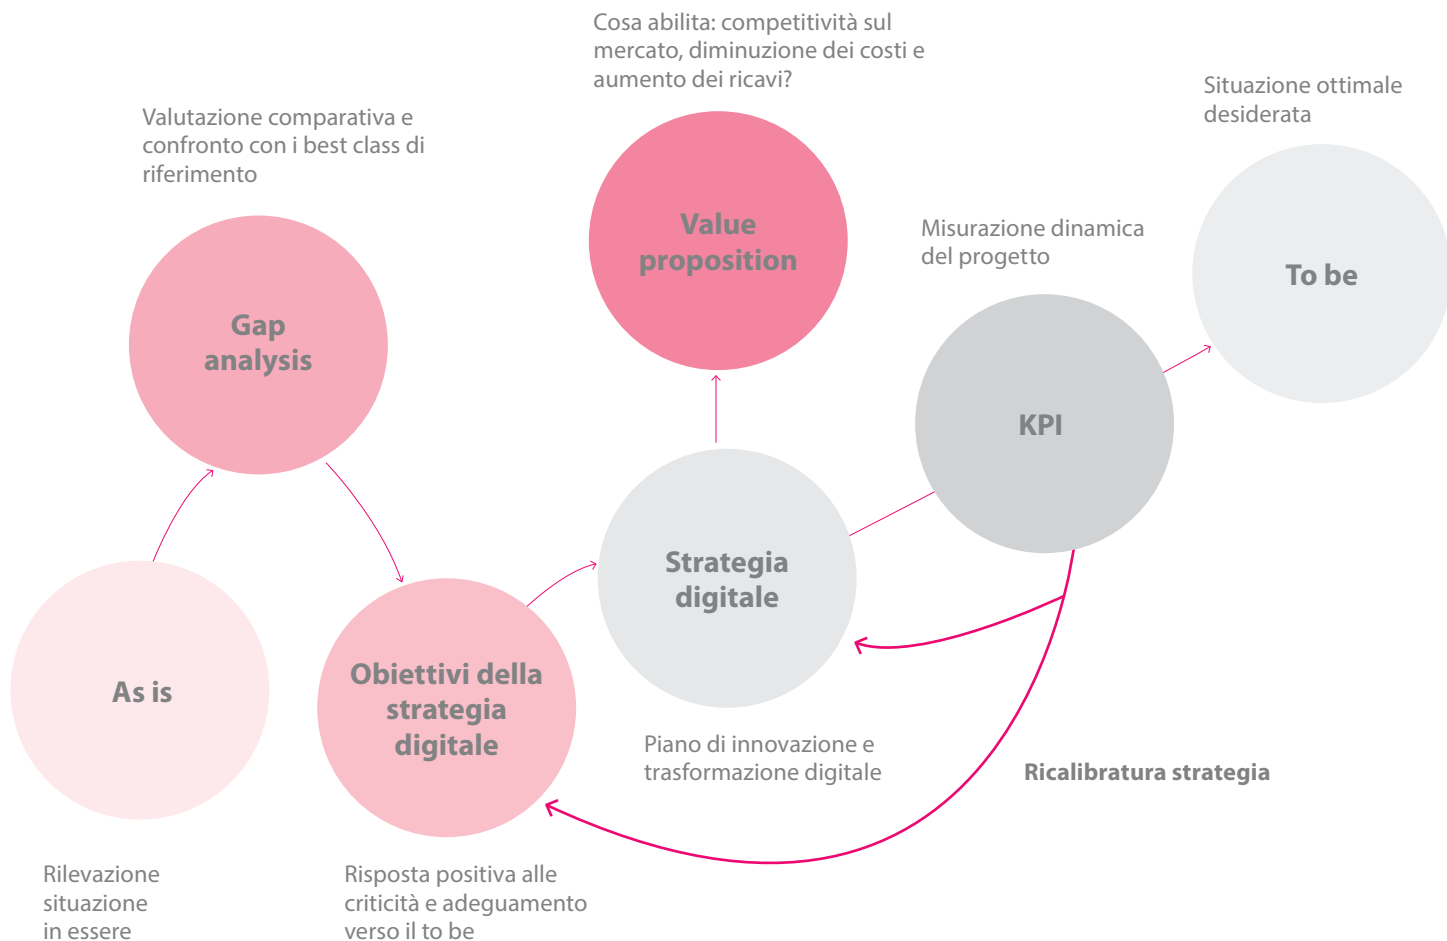 Cosa abilita: competitività sul
mercato, diminuzione dei costi e
aumento dei ricavi?
Situazione ottimale
desiderata
Valutazione comparativa e
confronto con i best class di
riferimento
Value
proposition
Misurazione dinamica
del progetto
To be
Gap
analysis
KPI
Strategia
digitale
As is
Obiettivi della
strategia
digitale
Piano di innovazione e
trasformazione digitale
Ricalibratura strategia
Rilevazione
situazione
in essere
Risposta positiva alle
criticità e adeguamento
verso il to be